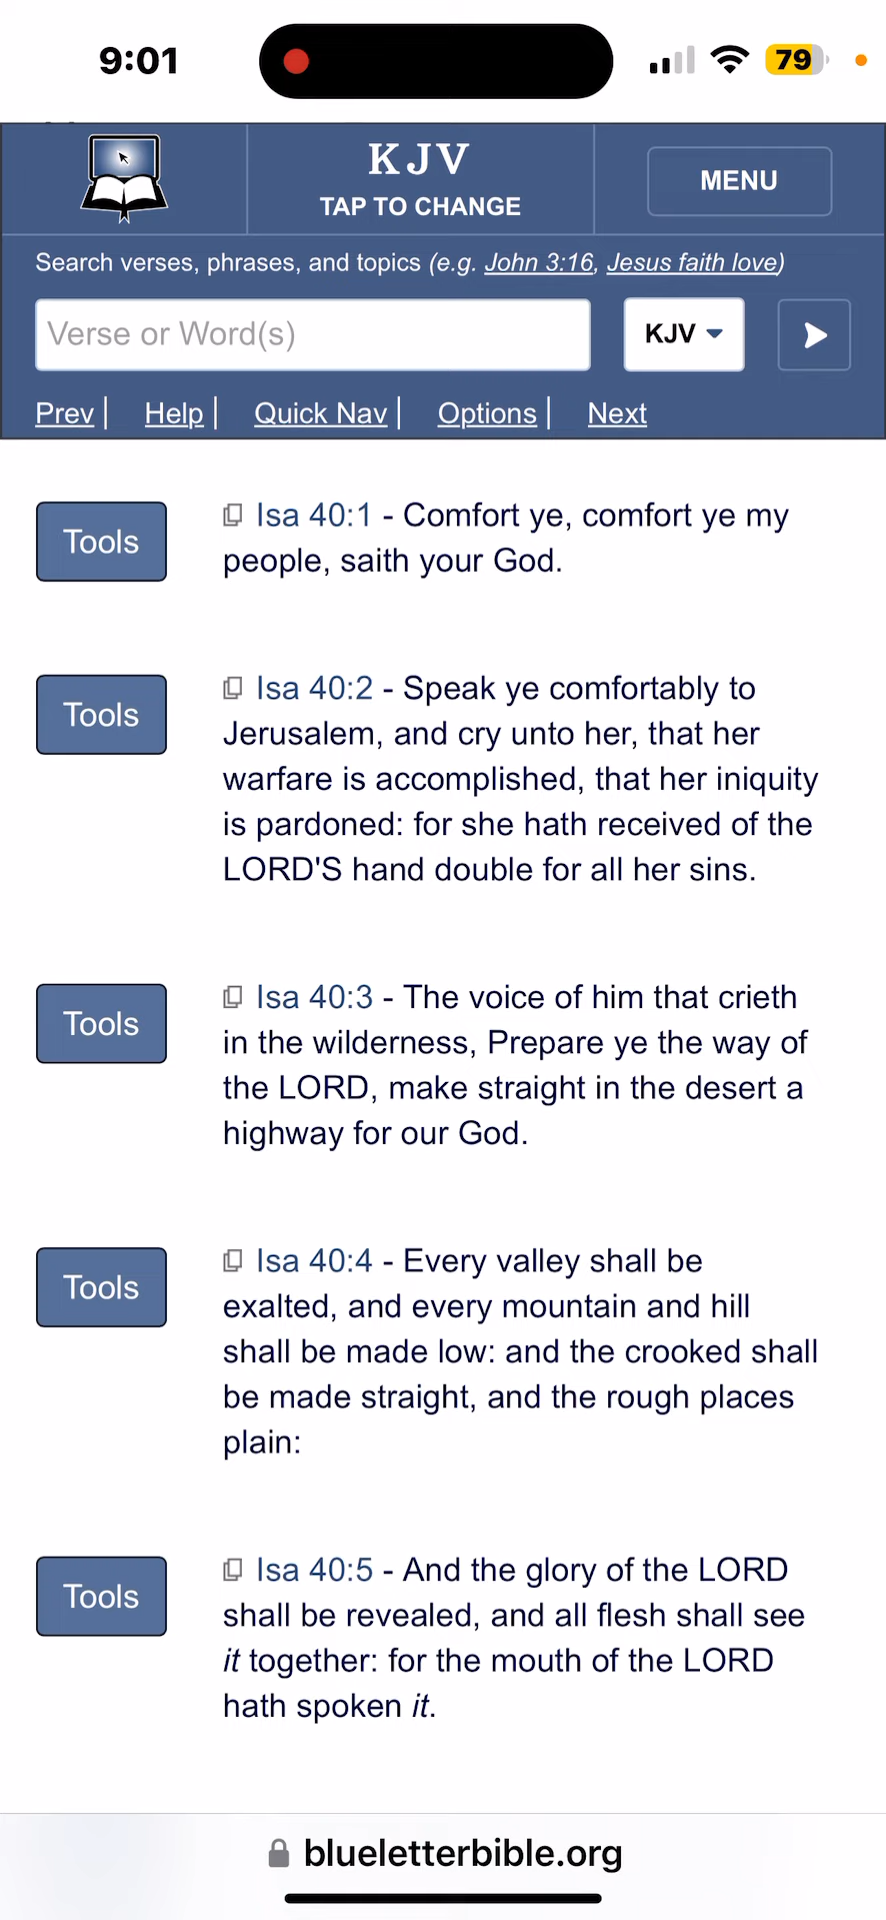 9:01
79
KJV
TAP TO CHANGE
MENU
Search verses, phrases, and topics (e.g. John 3:16, Jesus faith love)
Verse or Word(s)
KJV
Prev |
Help |
Quick Nav |
Options |
Next
Tools
Isa 40:1 - Comfort ye, comfort ye my
people, saith your God.
Tools
Isa 40:2 - Speak ye comfortably to
Jerusalem, and cry unto her, that her
warfare is accomplished, that her iniquity
is pardoned: for she hath received of the
LORD'S hand double for all her sins.
Tools
Isa 40:3 - The voice of him that crieth
in the wilderness, Prepare ye the way of
the LORD, make straight in the desert a
highway for our God.
Tools
Isa 40:4 - Every valley shall be
exalted, and every mountain and hill
shall be made low: and the crooked shall
be made straight, and the rough places
plain:
Tools
Isa 40:5 - And the glory of the LORD
shall be revealed, and all flesh shall see
it together: for the mouth of the LORD
hath spoken it.
blueletterbible.org